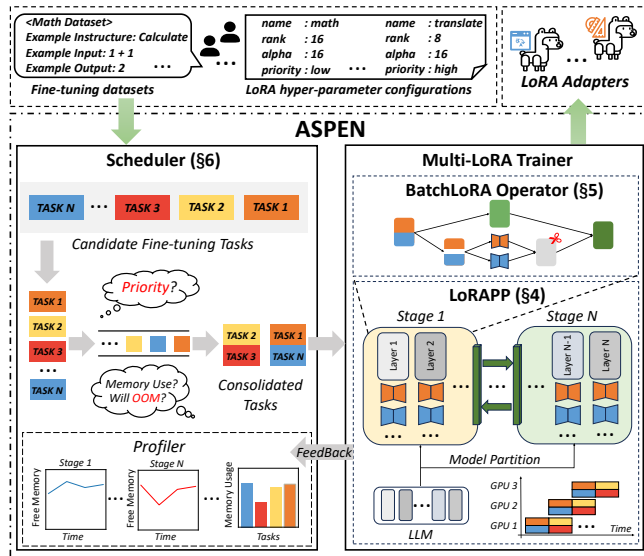 <Math Dataset>
Example Instructure: Calculate
Example Input: 1 + 1
Example Output: 2 ...
Fine-tuning datasets
name : math name : translate
rank : 16 rank : 8
alpha : 16 alpha : 16
priority : low ... priority : high
LoRA hyper-parameter configurations
...
LoRA Adapters
ASPEN
Scheduler (§6)
TASK N ... TASK 3 TASK 2 TASK 1
Candidate Fine-tuning Tasks
TASK 1
TASK 2
TASK 3
...
TASK N
Priority?
...
Memory Use?
Will OOM?
TASK 2 TASK 1
TASK 3 TASK N
Consolidated
Tasks
Profiler
Stage 1
Free Memory
Time
...
Stage N
Free Memory
Time
...
Memory Usage
Tasks
FeedBack
Multi-LoRA Trainer
BatchLoRA Operator (§5)
LoRAPP (§4)
Stage 1 Stage N
Layer 1 Layer 2 ... Layer N-1 Layer N
... ... ... ...
... ... ... ...
Model Partition
...
LLM
GPU 3
GPU 2
GPU 1 ...
Time